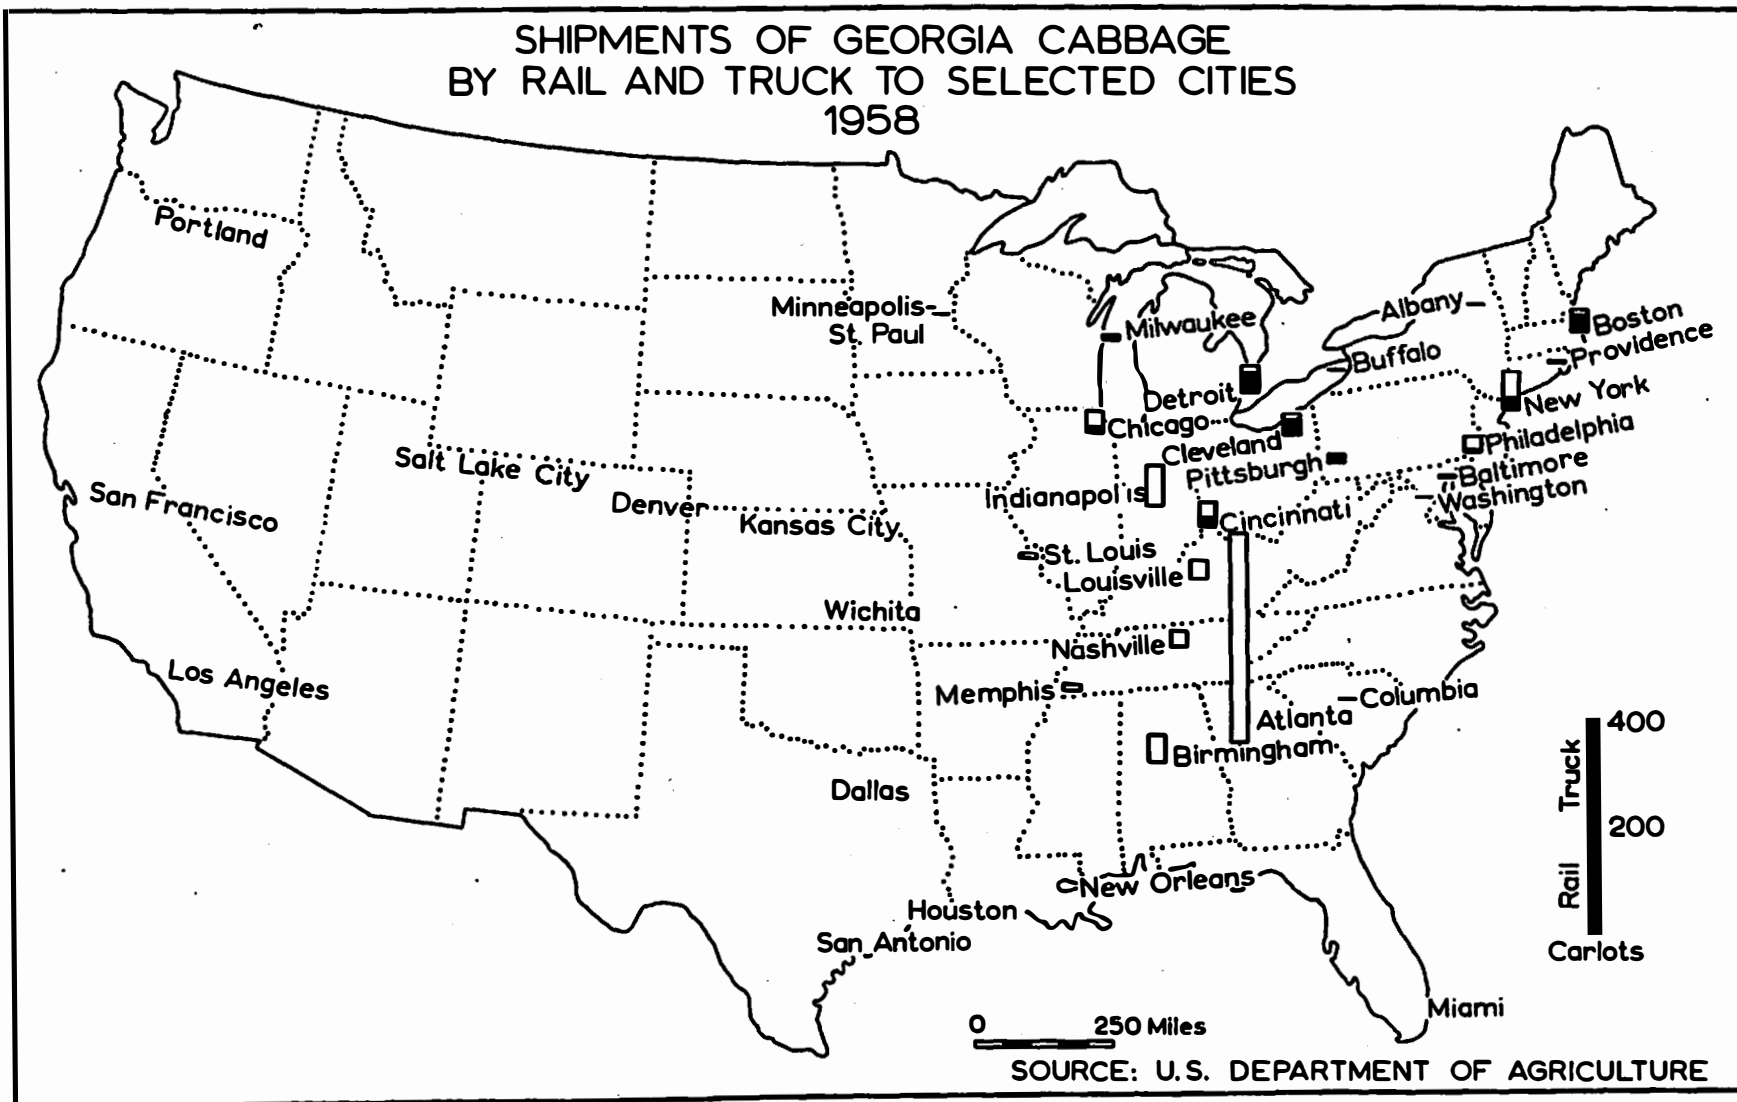 SHIPMENTS OF GEORGIA CABBAGE
BY RAIL AND TRUCK TO SELECTED CITIES
1958
Portland
Minneapolis-
St. Paul
Milwaukee
Albany
Boston
Providence
Buffalo
Detroit
New York
Chicago
Cleveland
Philadelphia
Pittsburgh
Baltimore
Washington
Salt Lake City
San Francisco
Denver
Kansas City
Indianapolis
Cincinnati
St. Louis
Louisville
Wichita
Nashville
Los Angeles
Memphis
Columbia
Atlanta
Birmingham
Dallas
New Orleans
Houston
San Antonio
Miami
400
Truck
200
Rail
Carlots
0 250 Miles
SOURCE: U.S. DEPARTMENT OF AGRICULTURE